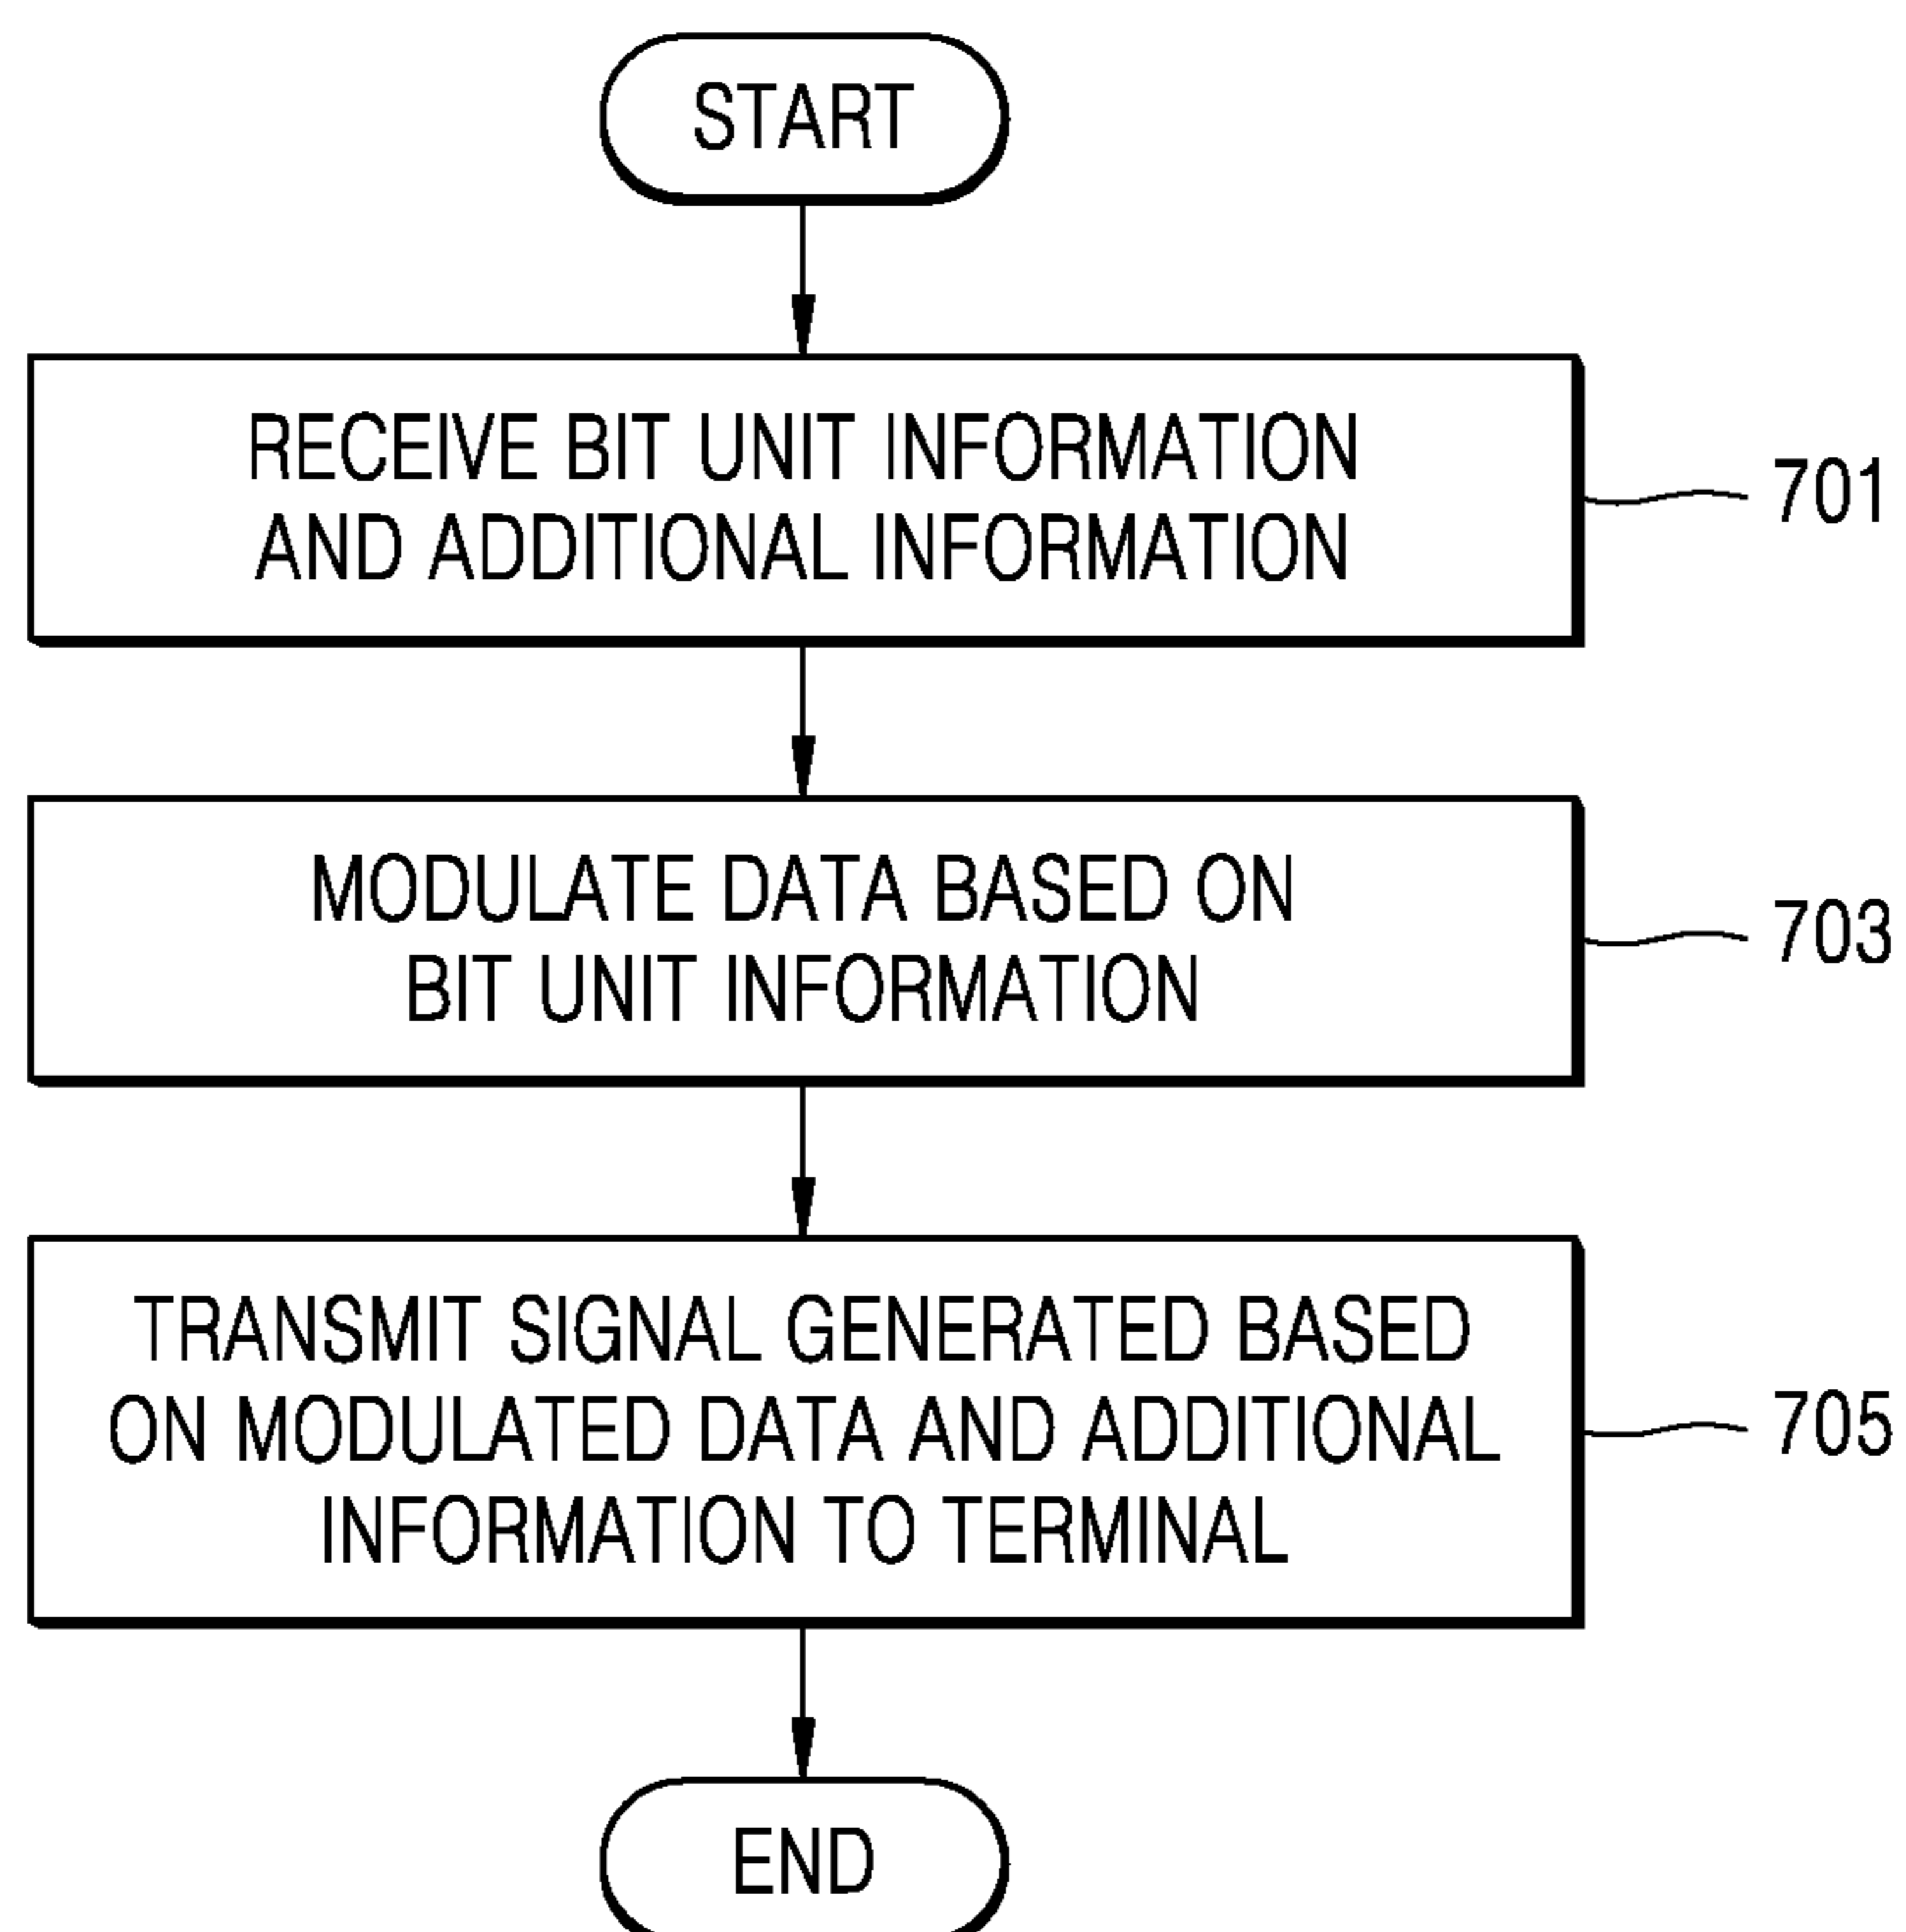 START
RECEIVE BIT UNIT INFORMATION
AND ADDITIONAL INFORMATION
701
MODULATE DATA BASED ON
BIT UNIT INFORMATION
703
TRANSMIT SIGNAL GENERATED BASED
ON MODULATED DATA AND ADDITIONAL
INFORMATION TO TERMINAL
705
END